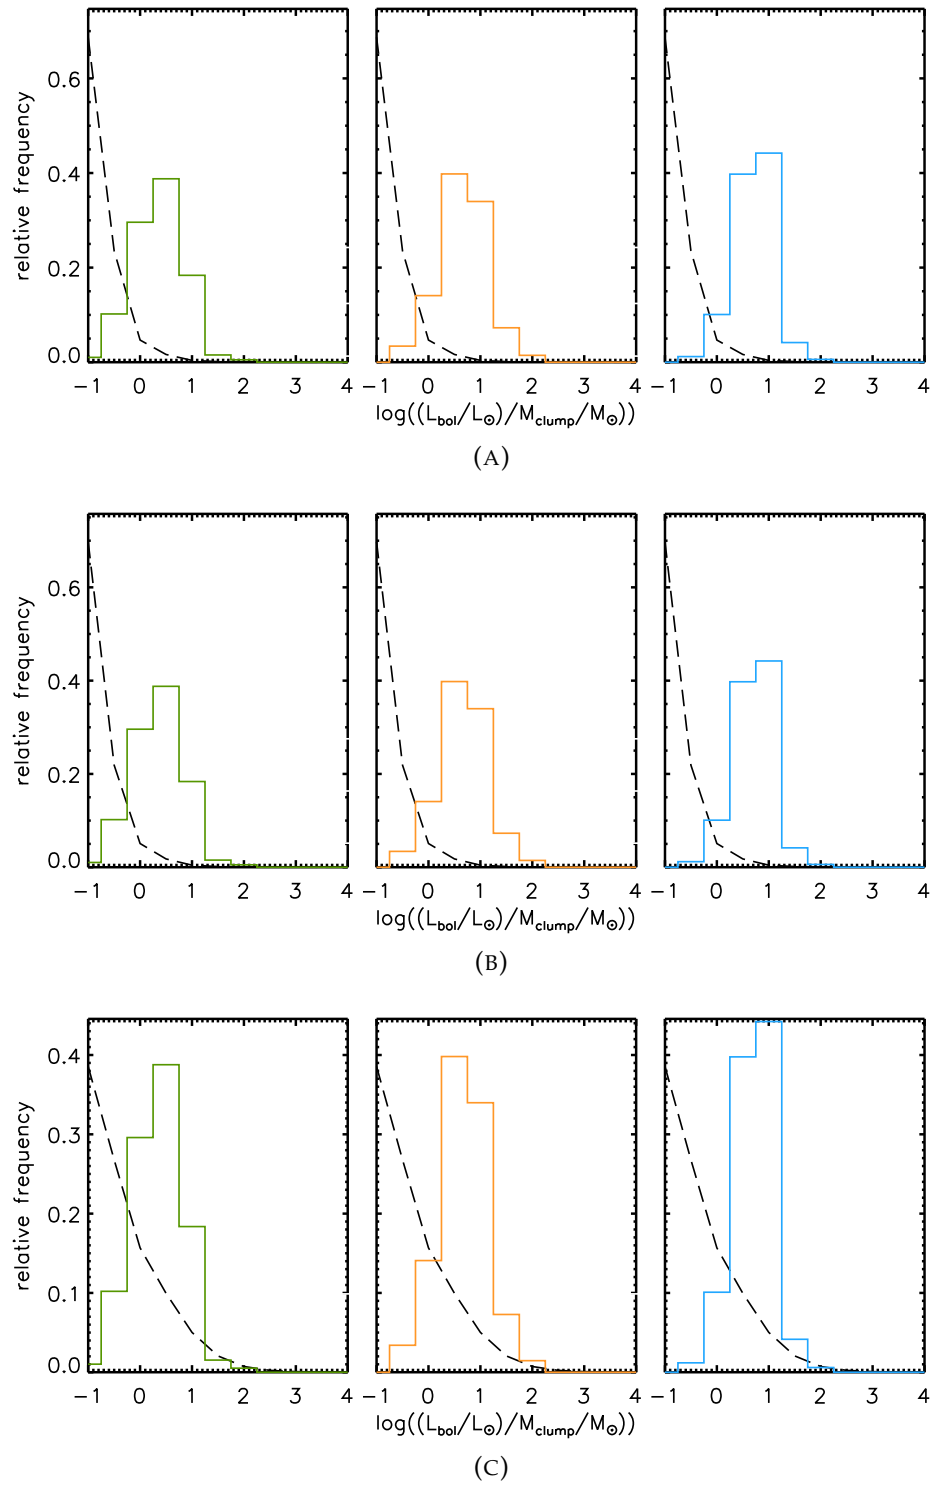 relative frequency
0.6
0.4
0.2
0.0
−1 0 1 2 3 4 −1 0 1 2 3 4 −1 0 1 2 3 4
log((L_bol/L_⊙)/M_clump/M_⊙))
(A)
relative frequency
0.6
0.4
0.2
0.0
−1 0 1 2 3 4 −1 0 1 2 3 4 −1 0 1 2 3 4
log((L_bol/L_⊙)/M_clump/M_⊙))
(B)
relative frequency
0.4
0.3
0.2
0.1
0.0
−1 0 1 2 3 4 −1 0 1 2 3 4 −1 0 1 2 3 4
log((L_bol/L_⊙)/M_clump/M_⊙))
(C)